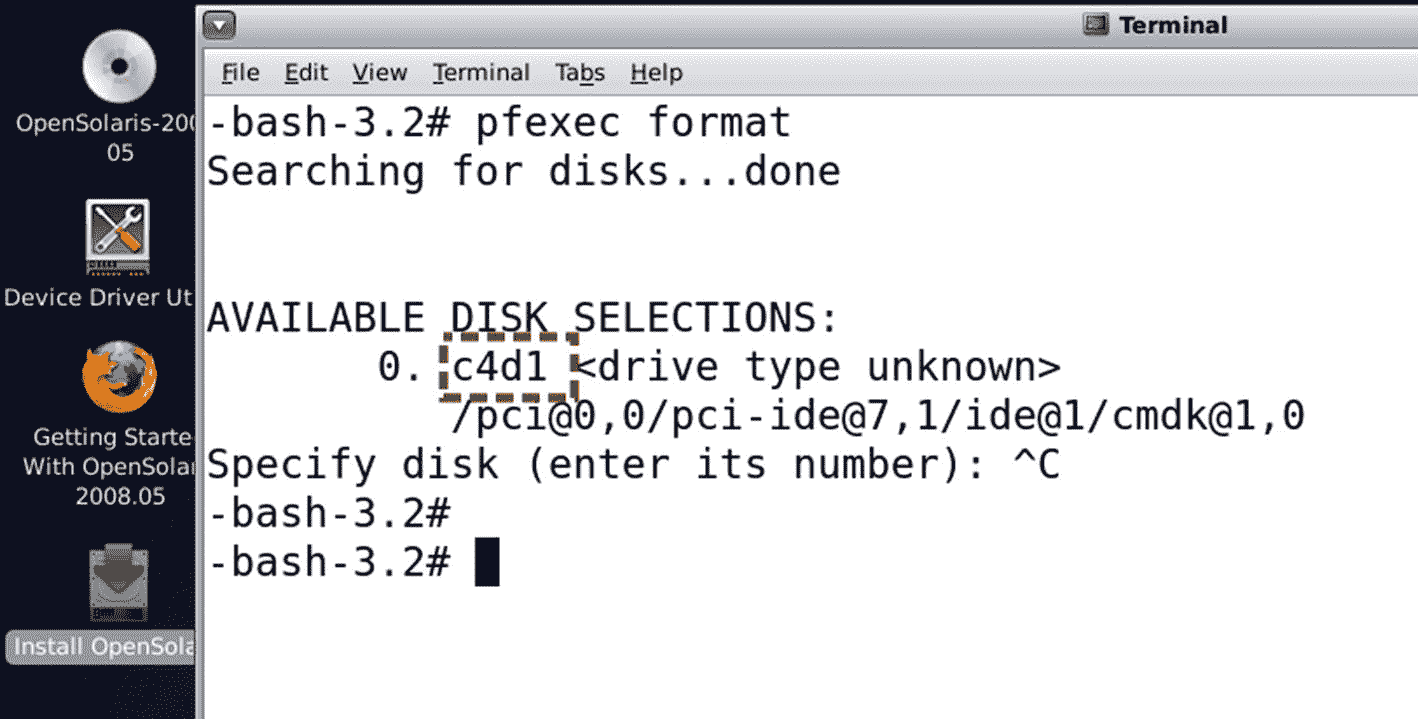 OpenSolaris-200
05
Device Driver Ut
Getting Starte
With OpenSolar
2008.05
Install OpenSola
Terminal
File Edit View Terminal Tabs Help
-bash-3.2# pfexec format
Searching for disks...done
AVAILABLE DISK SELECTIONS:
0. c4d1 <drive type unknown>
/pci@0,0/pci-ide@7,1/ide@1/cmdk@1,0
Specify disk (enter its number): ^C
-bash-3.2#
-bash-3.2#